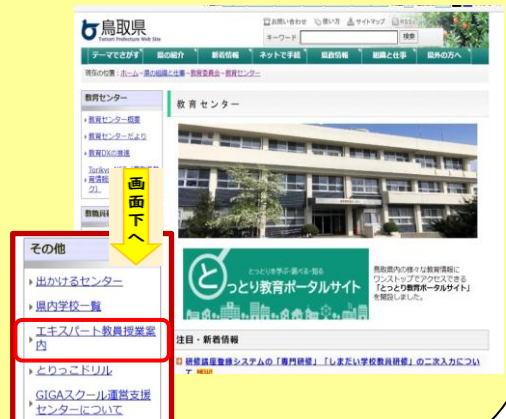 鳥取県
Tottori Prefecture Web Site
お問い合わせ 使い方 サイトマップ RSS
キーワード 検索
テーマでさがす 県の紹介 新着情報 ネットで手続 県政情報 組織と仕事 県外の方へ
現在の位置:ホーム→県の組織と仕事→教育委員会→教育センター
教育センター
教育センター概要
教育センターだより
教育DXの推進
教育センター
画面下へ
その他
出かけるセンター
県内学校一覧
エキスパート教員授業案
内
とりっこドリル
GIGAスクール運営支援
センターについて
とっとりを学ぶ・調べる・知る
とっとり教育ポータルサイト
鳥取県内の様々な教育情報に
ワンストップでアクセスできる
「とっとり教育ポータルサイト」
を開設しました。
注目・新着情報
研修講座登録システムの「専門研修」「しまだい学校教員研修」の二次入力につい
て